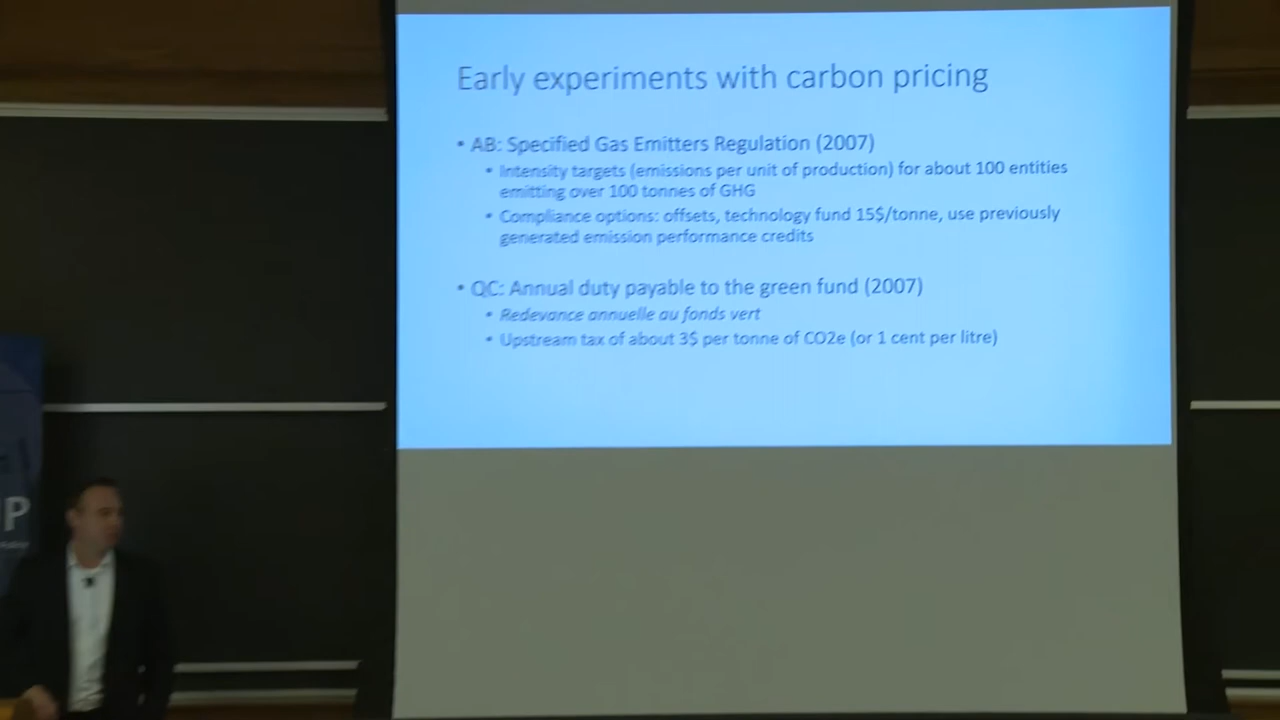 Early experiments with carbon pricing
• AB: Specified Gas Emitters Regulation (2007)
• Intensity targets (emissions per unit of production) for about 100 entities
emitting over 100 tonnes of GHG
• Compliance options: offsets, technology fund 15$/tonne, use previously
generated emission performance credits
• QC: Annual duty payable to the green fund (2007)
• Redevance annuelle au fonds vert
• Upstream tax of about 3$ per tonne of CO2e (or 1 cent per litre)
P